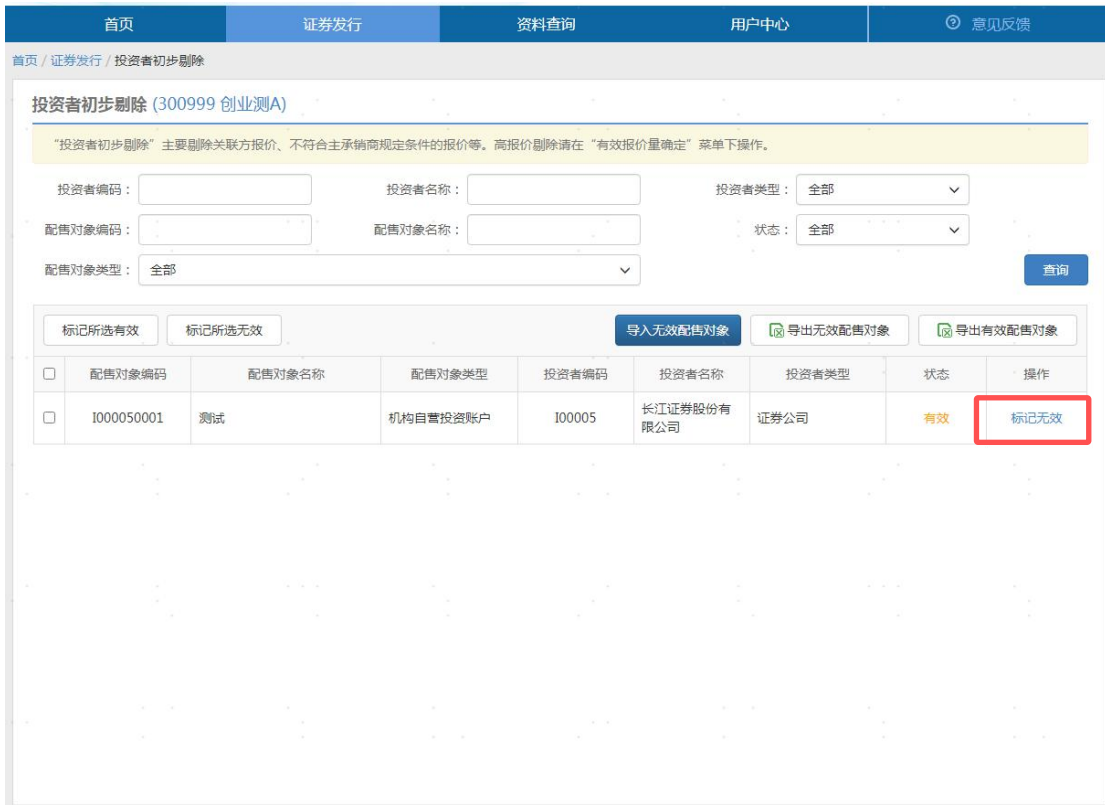 首页 证券发行 资料查询 用户中心 意见反馈
首页 / 证券发行 / 投资者初步剔除
投资者初步剔除 (300999 创业测A)
“投资者初步剔除”主要剔除关联方报价、不符合主承销商规定条件的报价等。高报价剔除请在“有效报价量确定”菜单下操作。
投资者编码： 投资者名称： 投资者类型： 全部
配售对象编码： 配售对象名称： 状态： 全部
配售对象类型： 全部 查询
标记所选有效 标记所选无效 导入无效配售对象 导出无效配售对象 导出有效配售对象
配售对象编码 配售对象名称 配售对象类型 投资者编码 投资者名称 投资者类型 状态 操作
I000050001 测试 机构自营投资账户 I00005 长江证券股份有限公司 证券公司 有效 标记无效